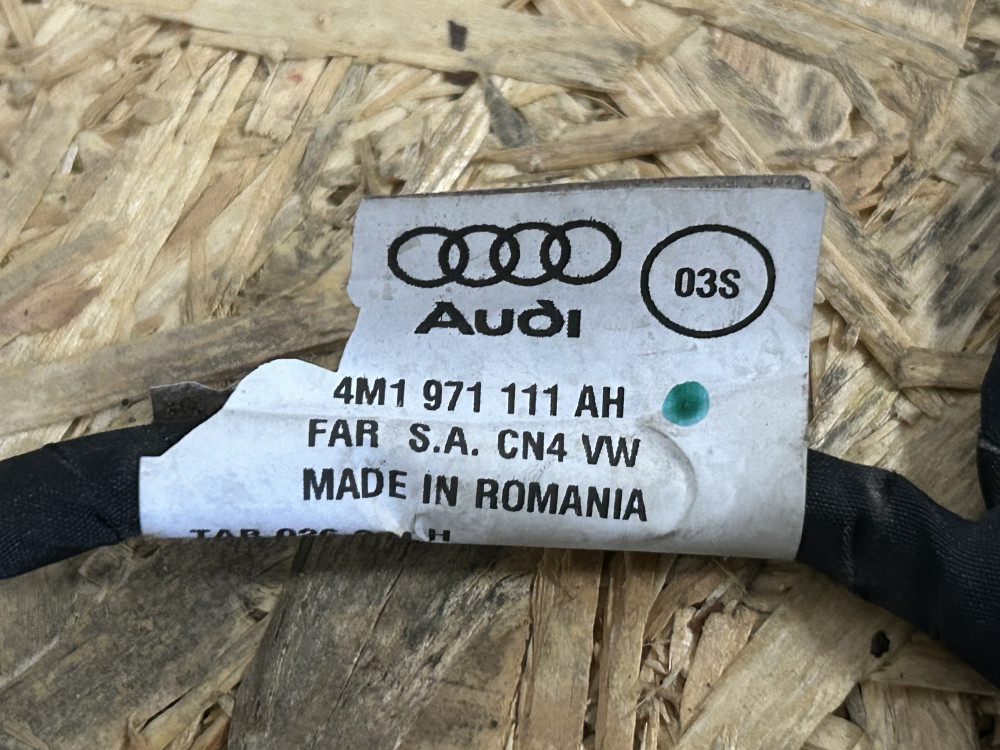 03S
Audi
4M1 971 111 AH
FAR S.A. CN4 VW
MADE IN ROMANIA